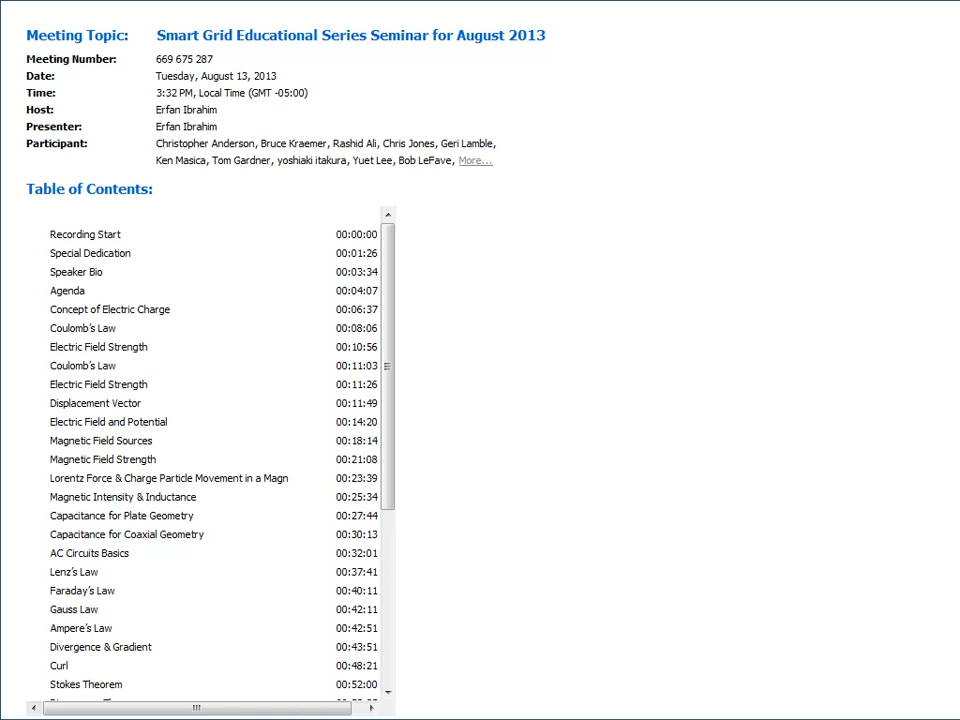 Meeting Topic: Smart Grid Educational Series Seminar for August 2013
Meeting Number: 669 675 287
Date: Tuesday, August 13, 2013
Time: 3:32 PM, Local Time (GMT -05:00)
Host: Erfan Ibrahim
Presenter: Erfan Ibrahim
Participant: Christopher Anderson, Bruce Kraemer, Rashid Ali, Chris Jones, Geri Lamble,
Ken Masica, Tom Gardner, yoshiaki itakura, Yuet Lee, Bob LeFave, More...
Table of Contents:
Recording Start 00:00:00
Special Dedication 00:01:26
Speaker Bio 00:03:34
Agenda 00:04:07
Concept of Electric Charge 00:06:37
Coulomb's Law 00:08:06
Electric Field Strength 00:10:56
Coulomb's Law 00:11:03
Electric Field Strength 00:11:26
Displacement Vector 00:11:49
Electric Field and Potential 00:14:20
Magnetic Field Sources 00:18:14
Magnetic Field Strength 00:21:08
Lorentz Force & Charge Particle Movement in a Magn 00:23:39
Magnetic Intensity & Inductance 00:25:34
Capacitance for Plate Geometry 00:27:44
Capacitance for Coaxial Geometry 00:30:13
AC Circuits Basics 00:32:01
Lenz's Law 00:37:41
Faraday's Law 00:40:11
Gauss Law 00:42:11
Ampere's Law 00:42:51
Divergence & Gradient 00:43:51
Curl 00:48:21
Stokes Theorem 00:52:00